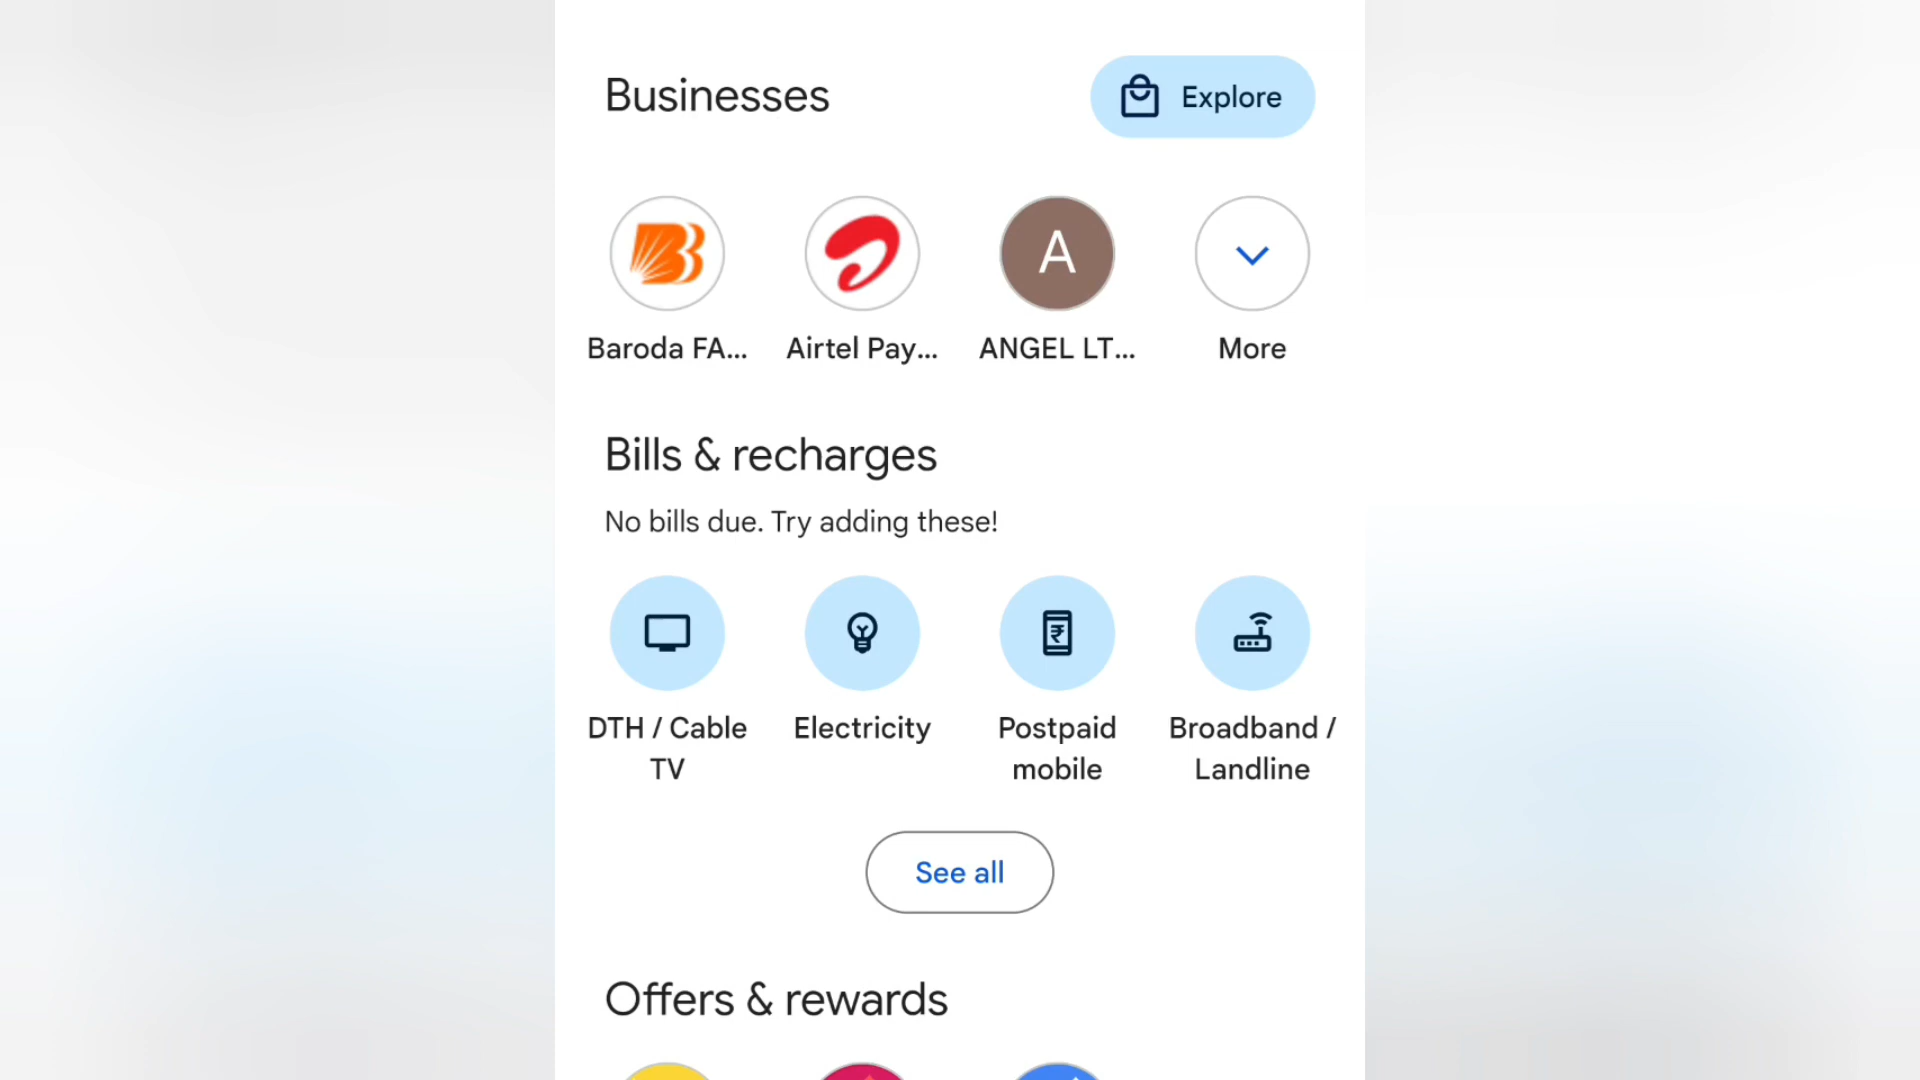 Businesses
Explore
A
Baroda FA...
Airtel Pay...
ANGEL LT...
More
Bills & recharges
No bills due. Try adding these!
₹
DTH / Cable
TV
Electricity
Postpaid
mobile
Broadband /
Landline
See all
Offers & rewards